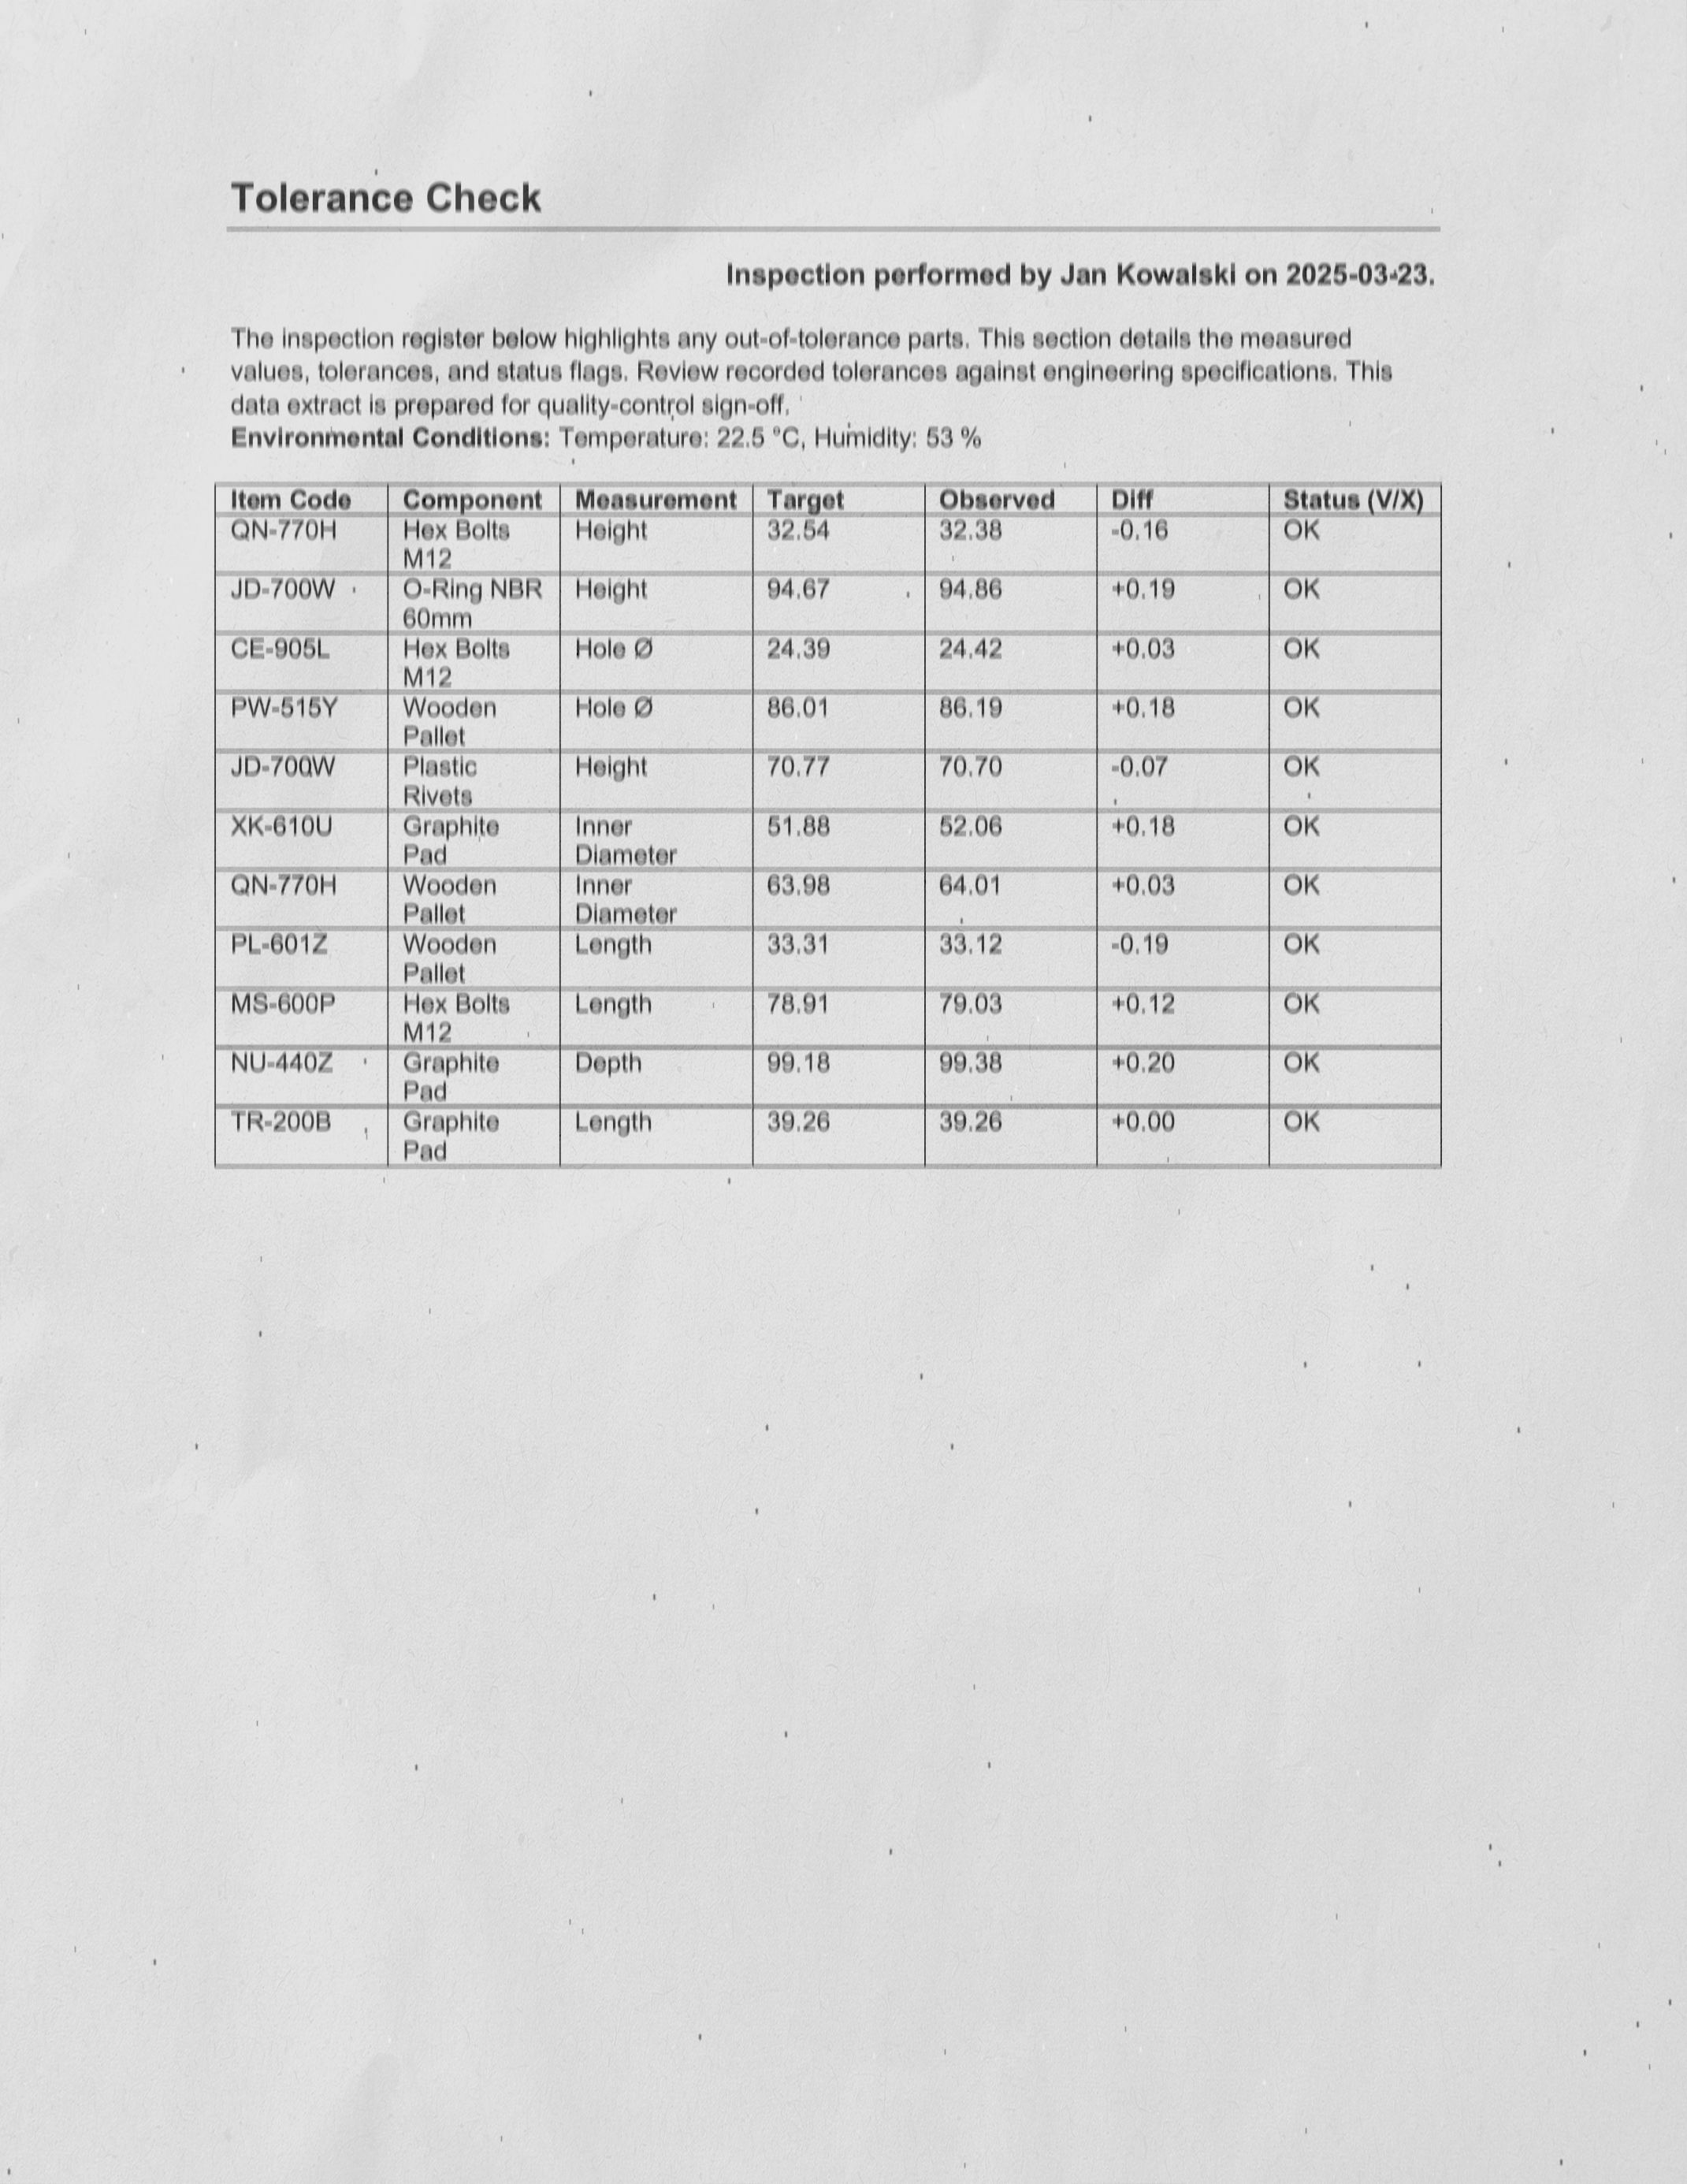 Tolerance Check
Inspection performed by Jan Kowalski on 2025-03-23.
The inspection register below highlights any out-of-tolerance parts. This section details the measured
values, tolerances, and status flags. Review recorded tolerances against engineering specifications. This
data extract is prepared for quality-control sign-off.
Environmental Conditions: Temperature: 22.5 °C, Humidity: 53 %
Item Code Component Measurement Target Observed Diff Status (V/X)
QN-770H Hex Bolts Height 32.54 32.38 -0.16 OK
M12
JD-700W O-Ring NBR Height 94.67 94.86 +0.19 OK
60mm
CE-905L Hex Bolts Hole Ø 24.39 24.42 +0.03 OK
M12
PW-515Y Wooden Hole Ø 86.01 86.19 +0.18 OK
Pallet
JD-700W Plastic Height 70.77 70.70 -0.07 OK
Rivets
XK-610U Graphite Inner 51.88 52.06 +0.18 OK
Pad Diameter
QN-770H Wooden Inner 63.98 64.01 +0.03 OK
Pallet Diameter
PL-601Z Wooden Length 33.31 33.12 -0.19 OK
Pallet
MS-600P Hex Bolts Length 78.91 79.03 +0.12 OK
M12
NU-440Z Graphite Depth 99.18 99.38 +0.20 OK
Pad
TR-200B Graphite Length 39.26 39.26 +0.00 OK
Pad